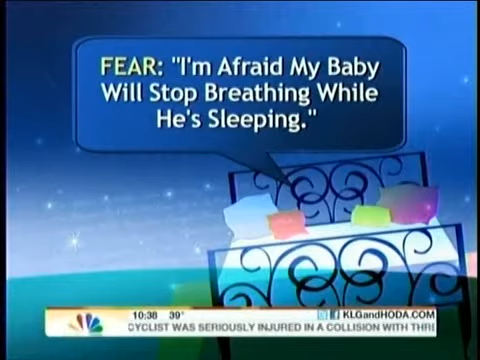 FEAR: "I'm Afraid My Baby
Will Stop Breathing While
He's Sleeping."
10:38 39° KLGandHODA.COM
CYCLIST WAS SERIOUSLY INJURED IN A COLLISION WITH THRE